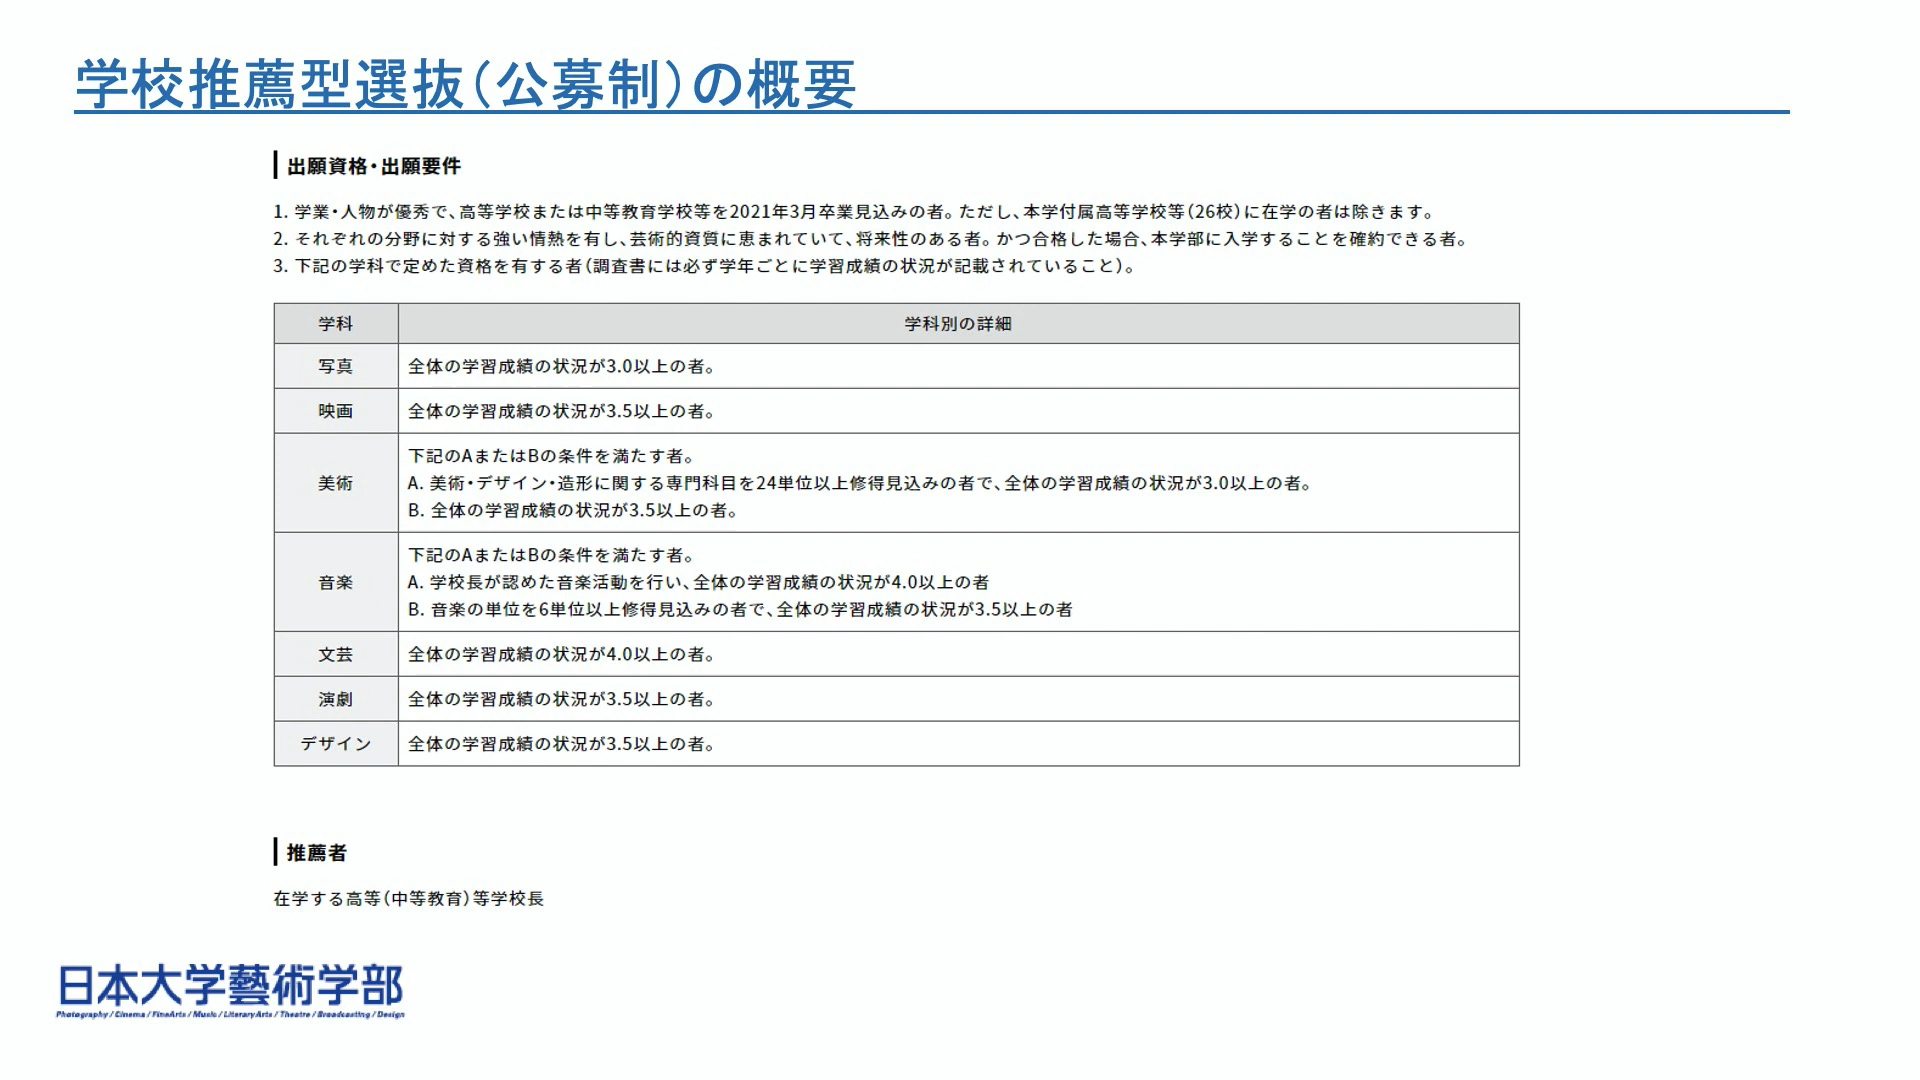 学校推薦型選抜（公募制）の概要
出願資格・出願要件
1. 学業・人物が優秀で、高等学校または中等教育学校等を2021年3月卒業見込みの者。ただし、本学付属高等学校等（26校）に在学の者は除きます。
2. それぞれの分野に対する強い情熱を有し、芸術的資質に恵まれていて、将来性のある者。かつ合格した場合、本学部に入学することを確約できる者。
3. 下記の学科で定めた資格を有する者（調査書には必ず学年ごとに学習成績の状況が記載されていること）。
学科 学科別の詳細
写真 全体の学習成績の状況が3.0以上の者。
映画 全体の学習成績の状況が3.5以上の者。
美術
下記のAまたはBの条件を満たす者。
A. 美術・デザイン・造形に関する専門科目を24単位以上修得見込みの者で、全体の学習成績の状況が3.0以上の者。
B. 全体の学習成績の状況が3.5以上の者。
音楽
下記のAまたはBの条件を満たす者。
A. 学校長が認めた音楽活動を行い、全体の学習成績の状況が4.0以上の者
B. 音楽の単位を6単位以上修得見込みの者で、全体の学習成績の状況が3.5以上の者
文芸 全体の学習成績の状況が4.0以上の者。
演劇 全体の学習成績の状況が3.5以上の者。
デザイン 全体の学習成績の状況が3.5以上の者。
推薦者
在学する高等（中等教育）等学校長
日本大学藝術学部
Photography / Cinema / FineArts / Music / LiteraryArts / Theatre / Broadcasting / Design